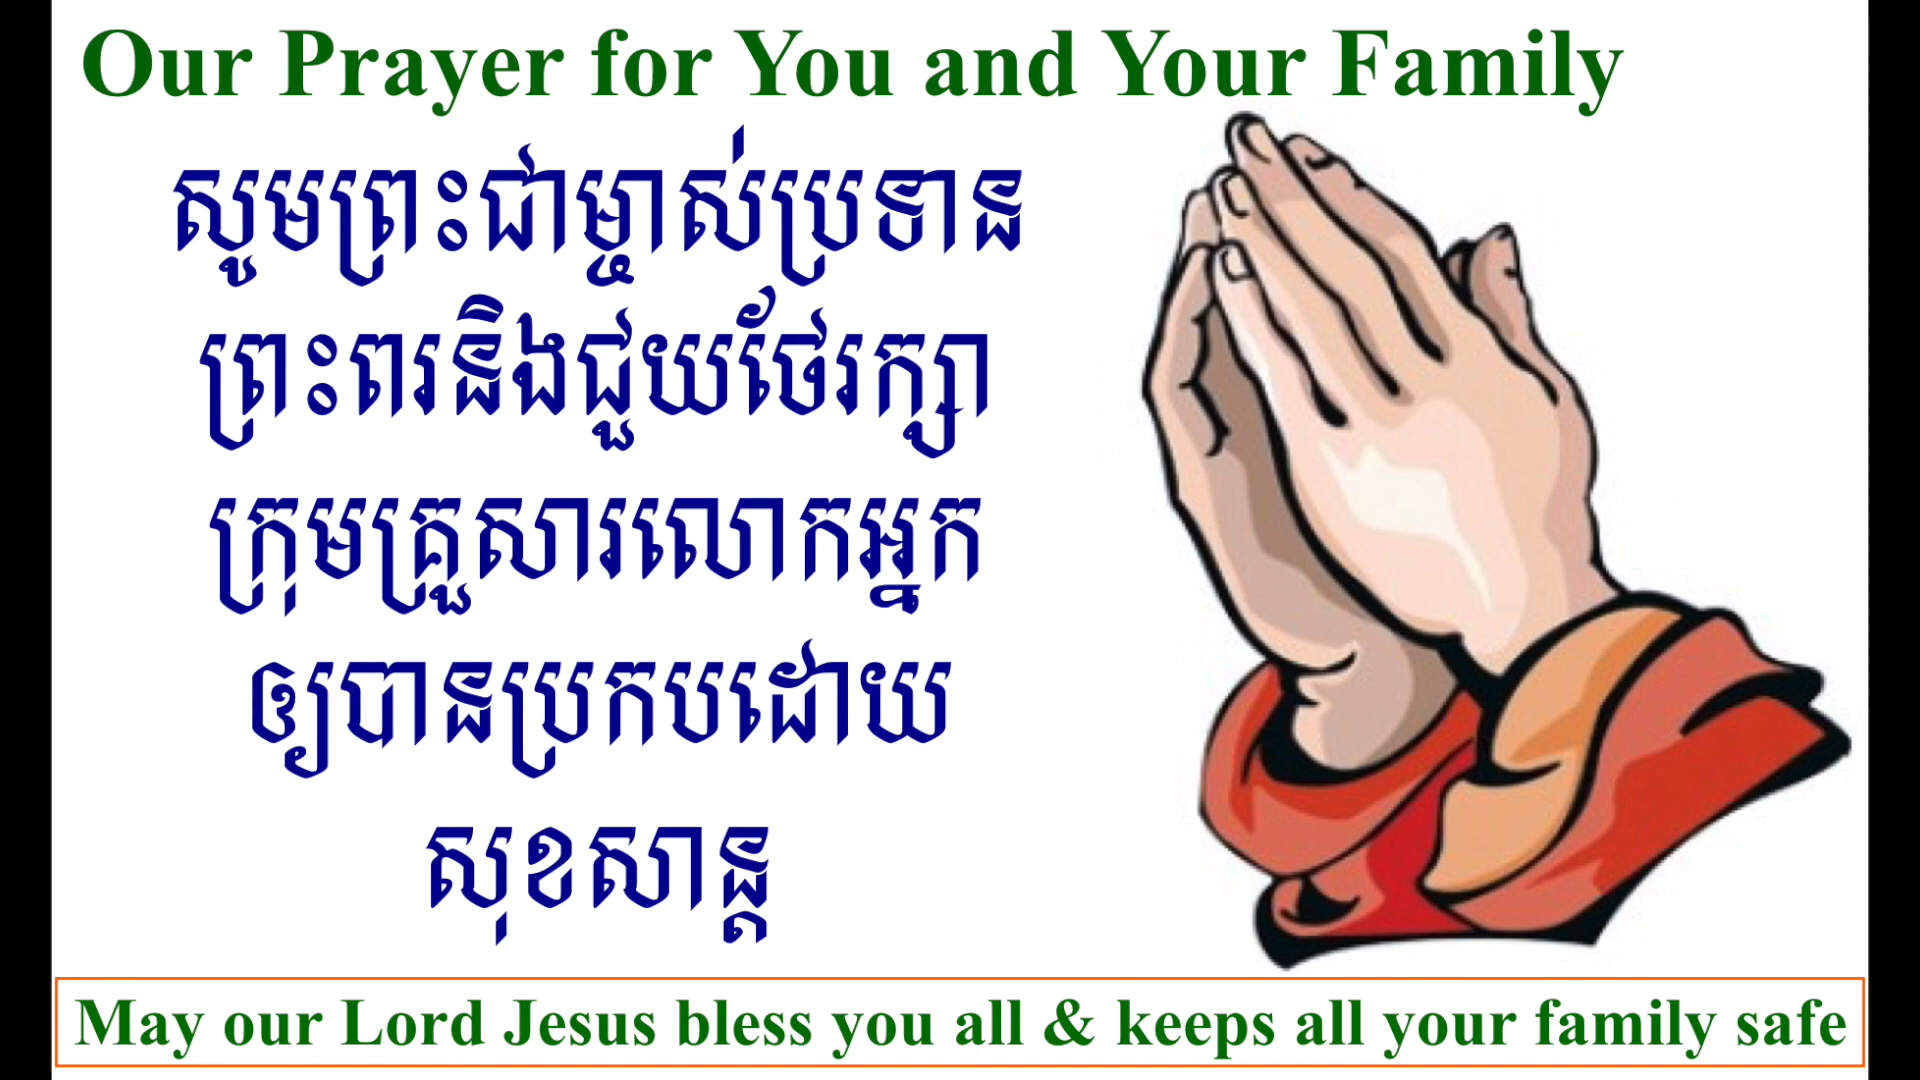 Our Prayer for You and Your Family
សូមព្រះជាម្ចាស់ប្រទាន
ព្រះពរនិងជួយថែរក្សា
ក្រុមគ្រួសារលោកអ្នក
ឲ្យបានប្រកបដោយ
សុខសាន្ត
May our Lord Jesus bless you all & keeps all your family safe